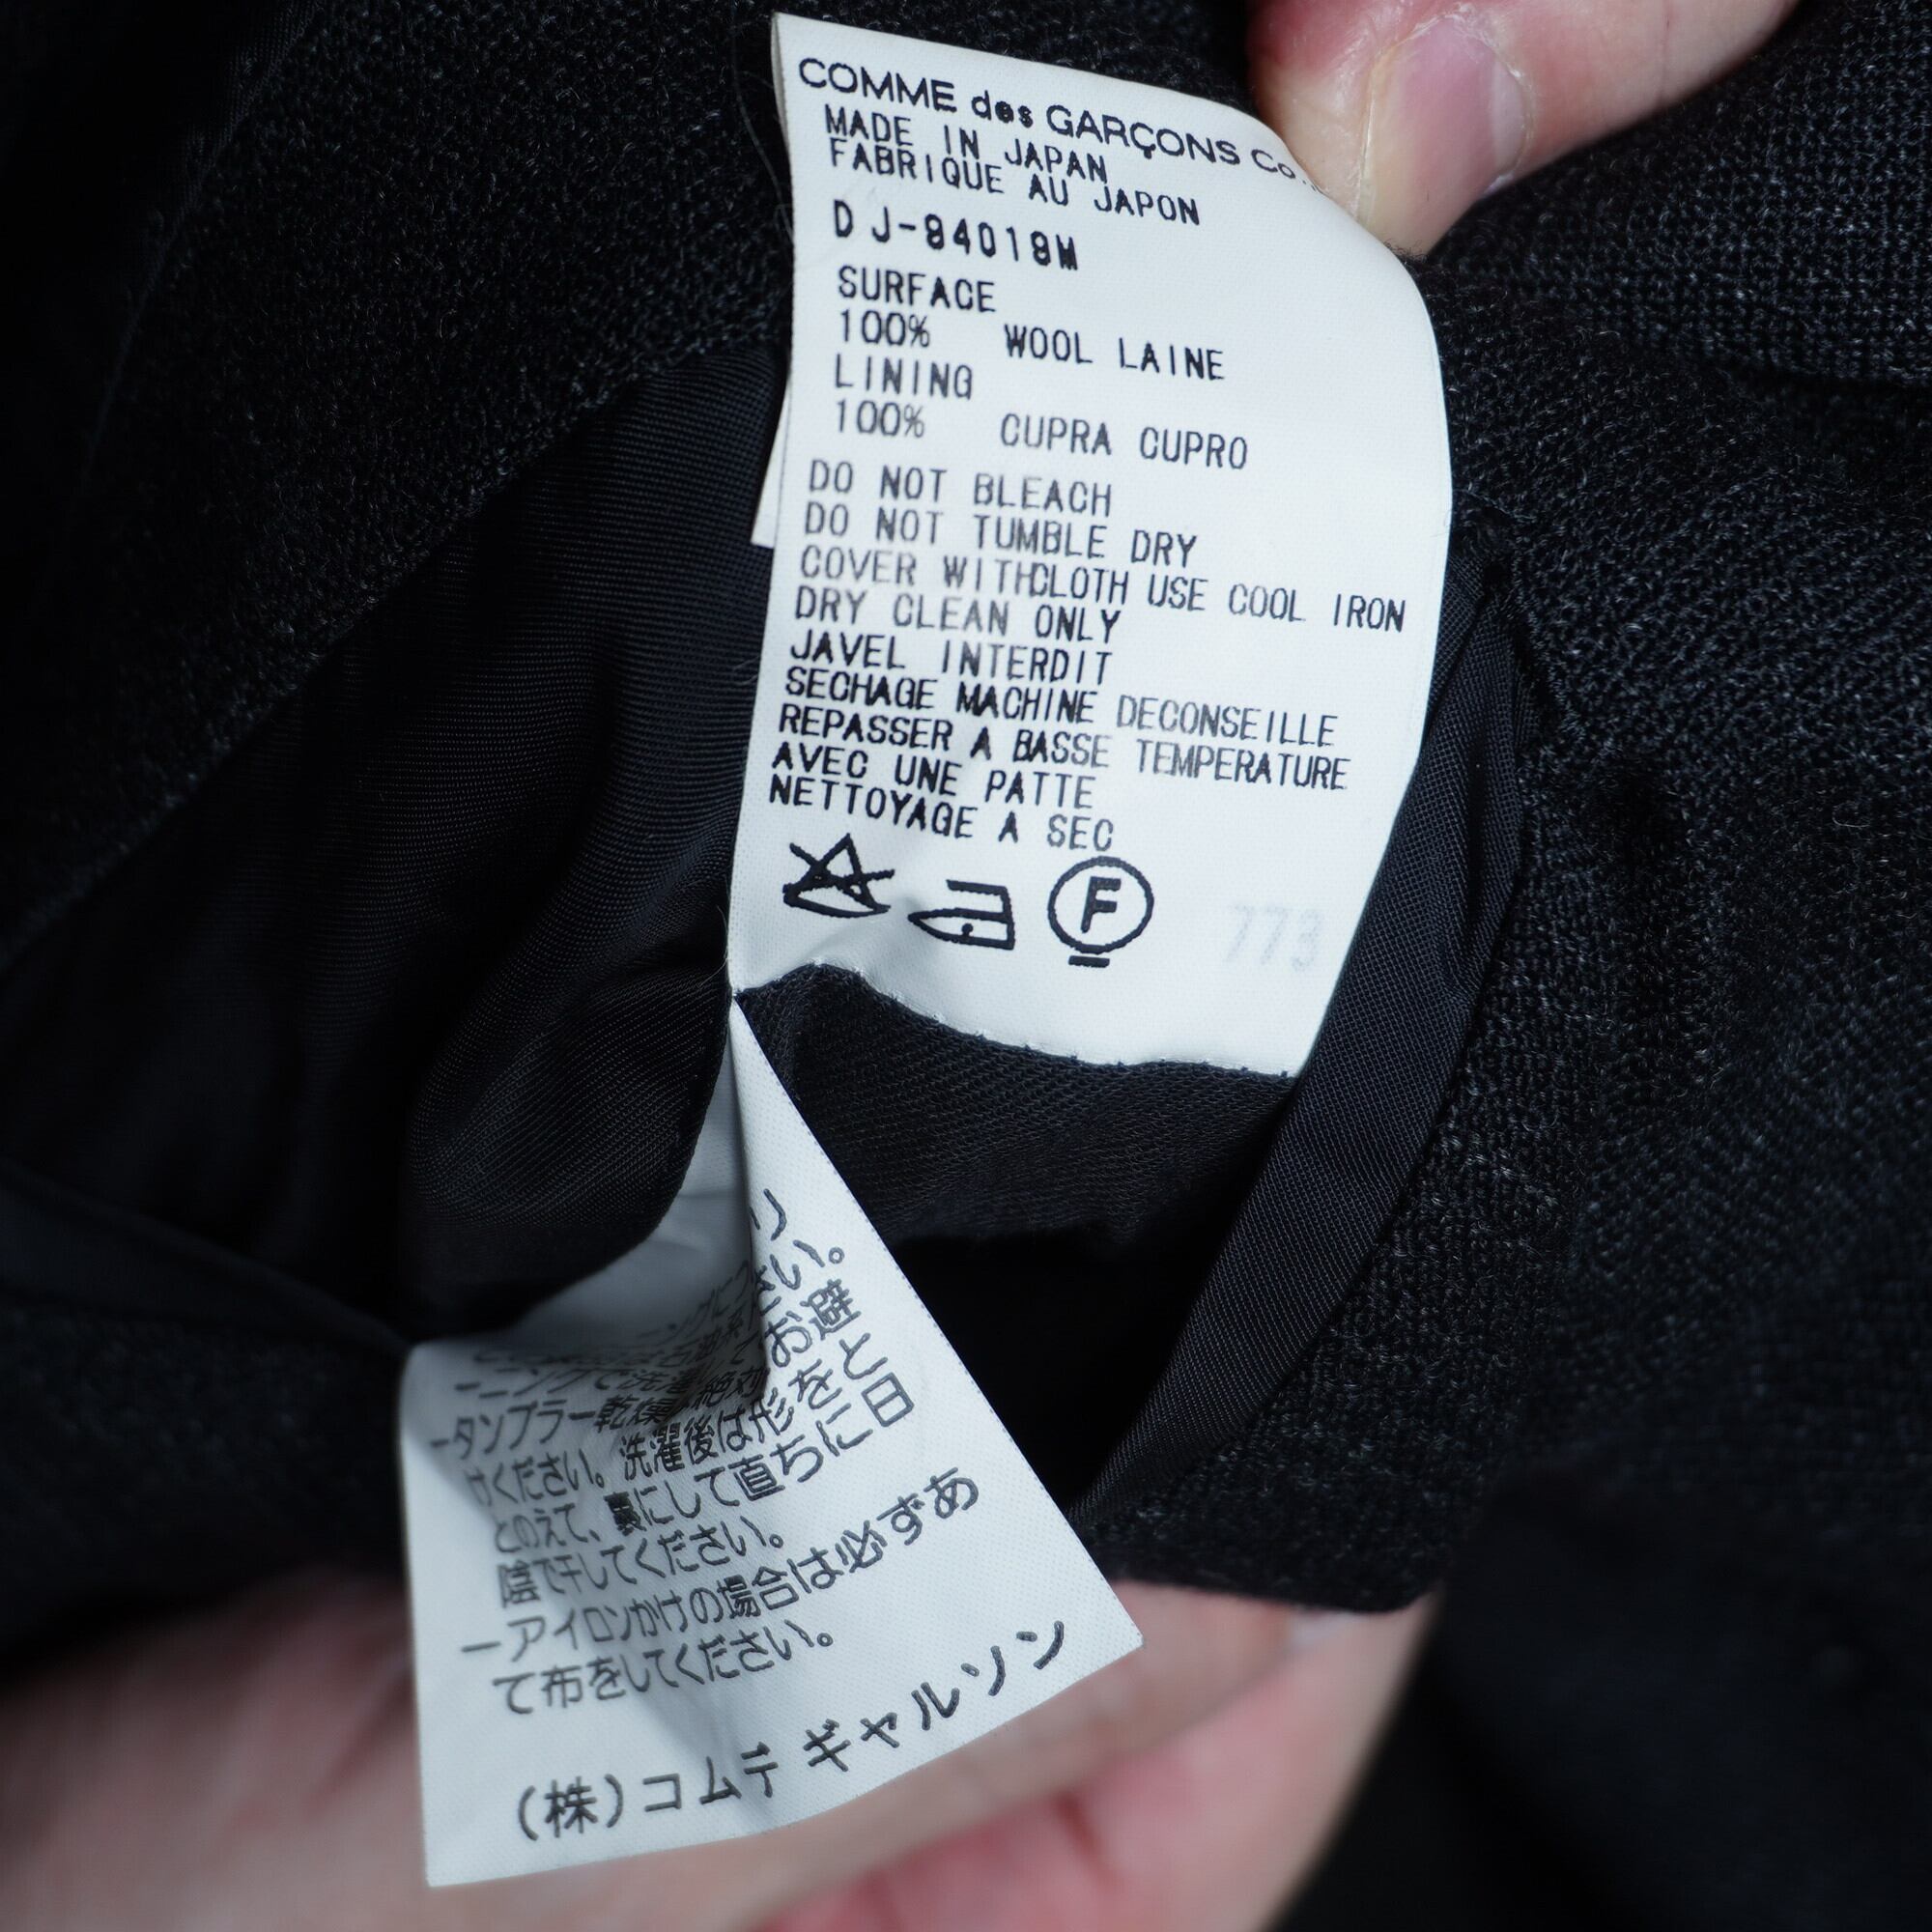 COMME des GARÇONS Co.,
MADE IN JAPAN
FABRIQUE AU JAPON
DJ-94019M
SURFACE
100% WOOL LAINE
LINING
100% CUPRA CUPRO
DO NOT BLEACH
DO NOT TUMBLE DRY
COVER WITHCLOTH USE COOL IRON
DRY CLEAN ONLY
JAVEL INTERDIT
SECHAGE MACHINE DECONSEILLE
REPASSER A BASSE TEMPERATURE
AVEC UNE PATTE
NETTOYAGE A SEC
F
773
ータンブラー乾燥は絶対てお避
けください。洗濯後は形をと
とのえて、裏にして直ちに日
陰で干してください。
ーアイロンかけの場合は必ずあ
て布をしてください。
(株)コムデ ギャルソン